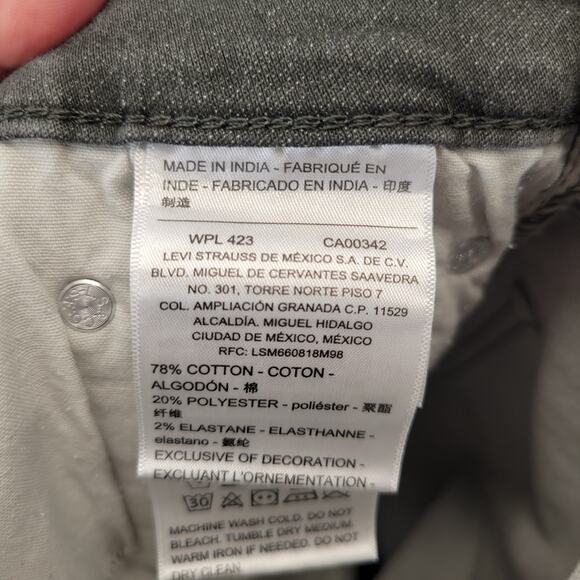 MADE IN INDIA - FABRIQUÉ EN
INDE - FABRICADO EN INDIA - 印度
制造
WPL 423 CA00342
LEVI STRAUSS DE MÉXICO S.A. DE C.V.
BLVD. MIGUEL DE CERVANTES SAAVEDRA
NO. 301, TORRE NORTE PISO 7
COL. AMPLIACIÓN GRANADA C.P. 11529
ALCALDÍA. MIGUEL HIDALGO
CIUDAD DE MÉXICO, MÉXICO
RFC: LSM660818M98
78% COTTON - COTON -
ALGODÓN - 棉
20% POLYESTER - poliéster - 聚酯
纤维
2% ELASTANE - ELASTHANNE -
elastano - 氨纶
EXCLUSIVE OF DECORATION -
EXCLUANT L'ORNEMENTATION -
30
MACHINE WASH COLD. DO NOT
BLEACH. TUMBLE DRY MEDIUM.
WARM IRON IF NEEDED. DO NOT
DRY CLEAN.